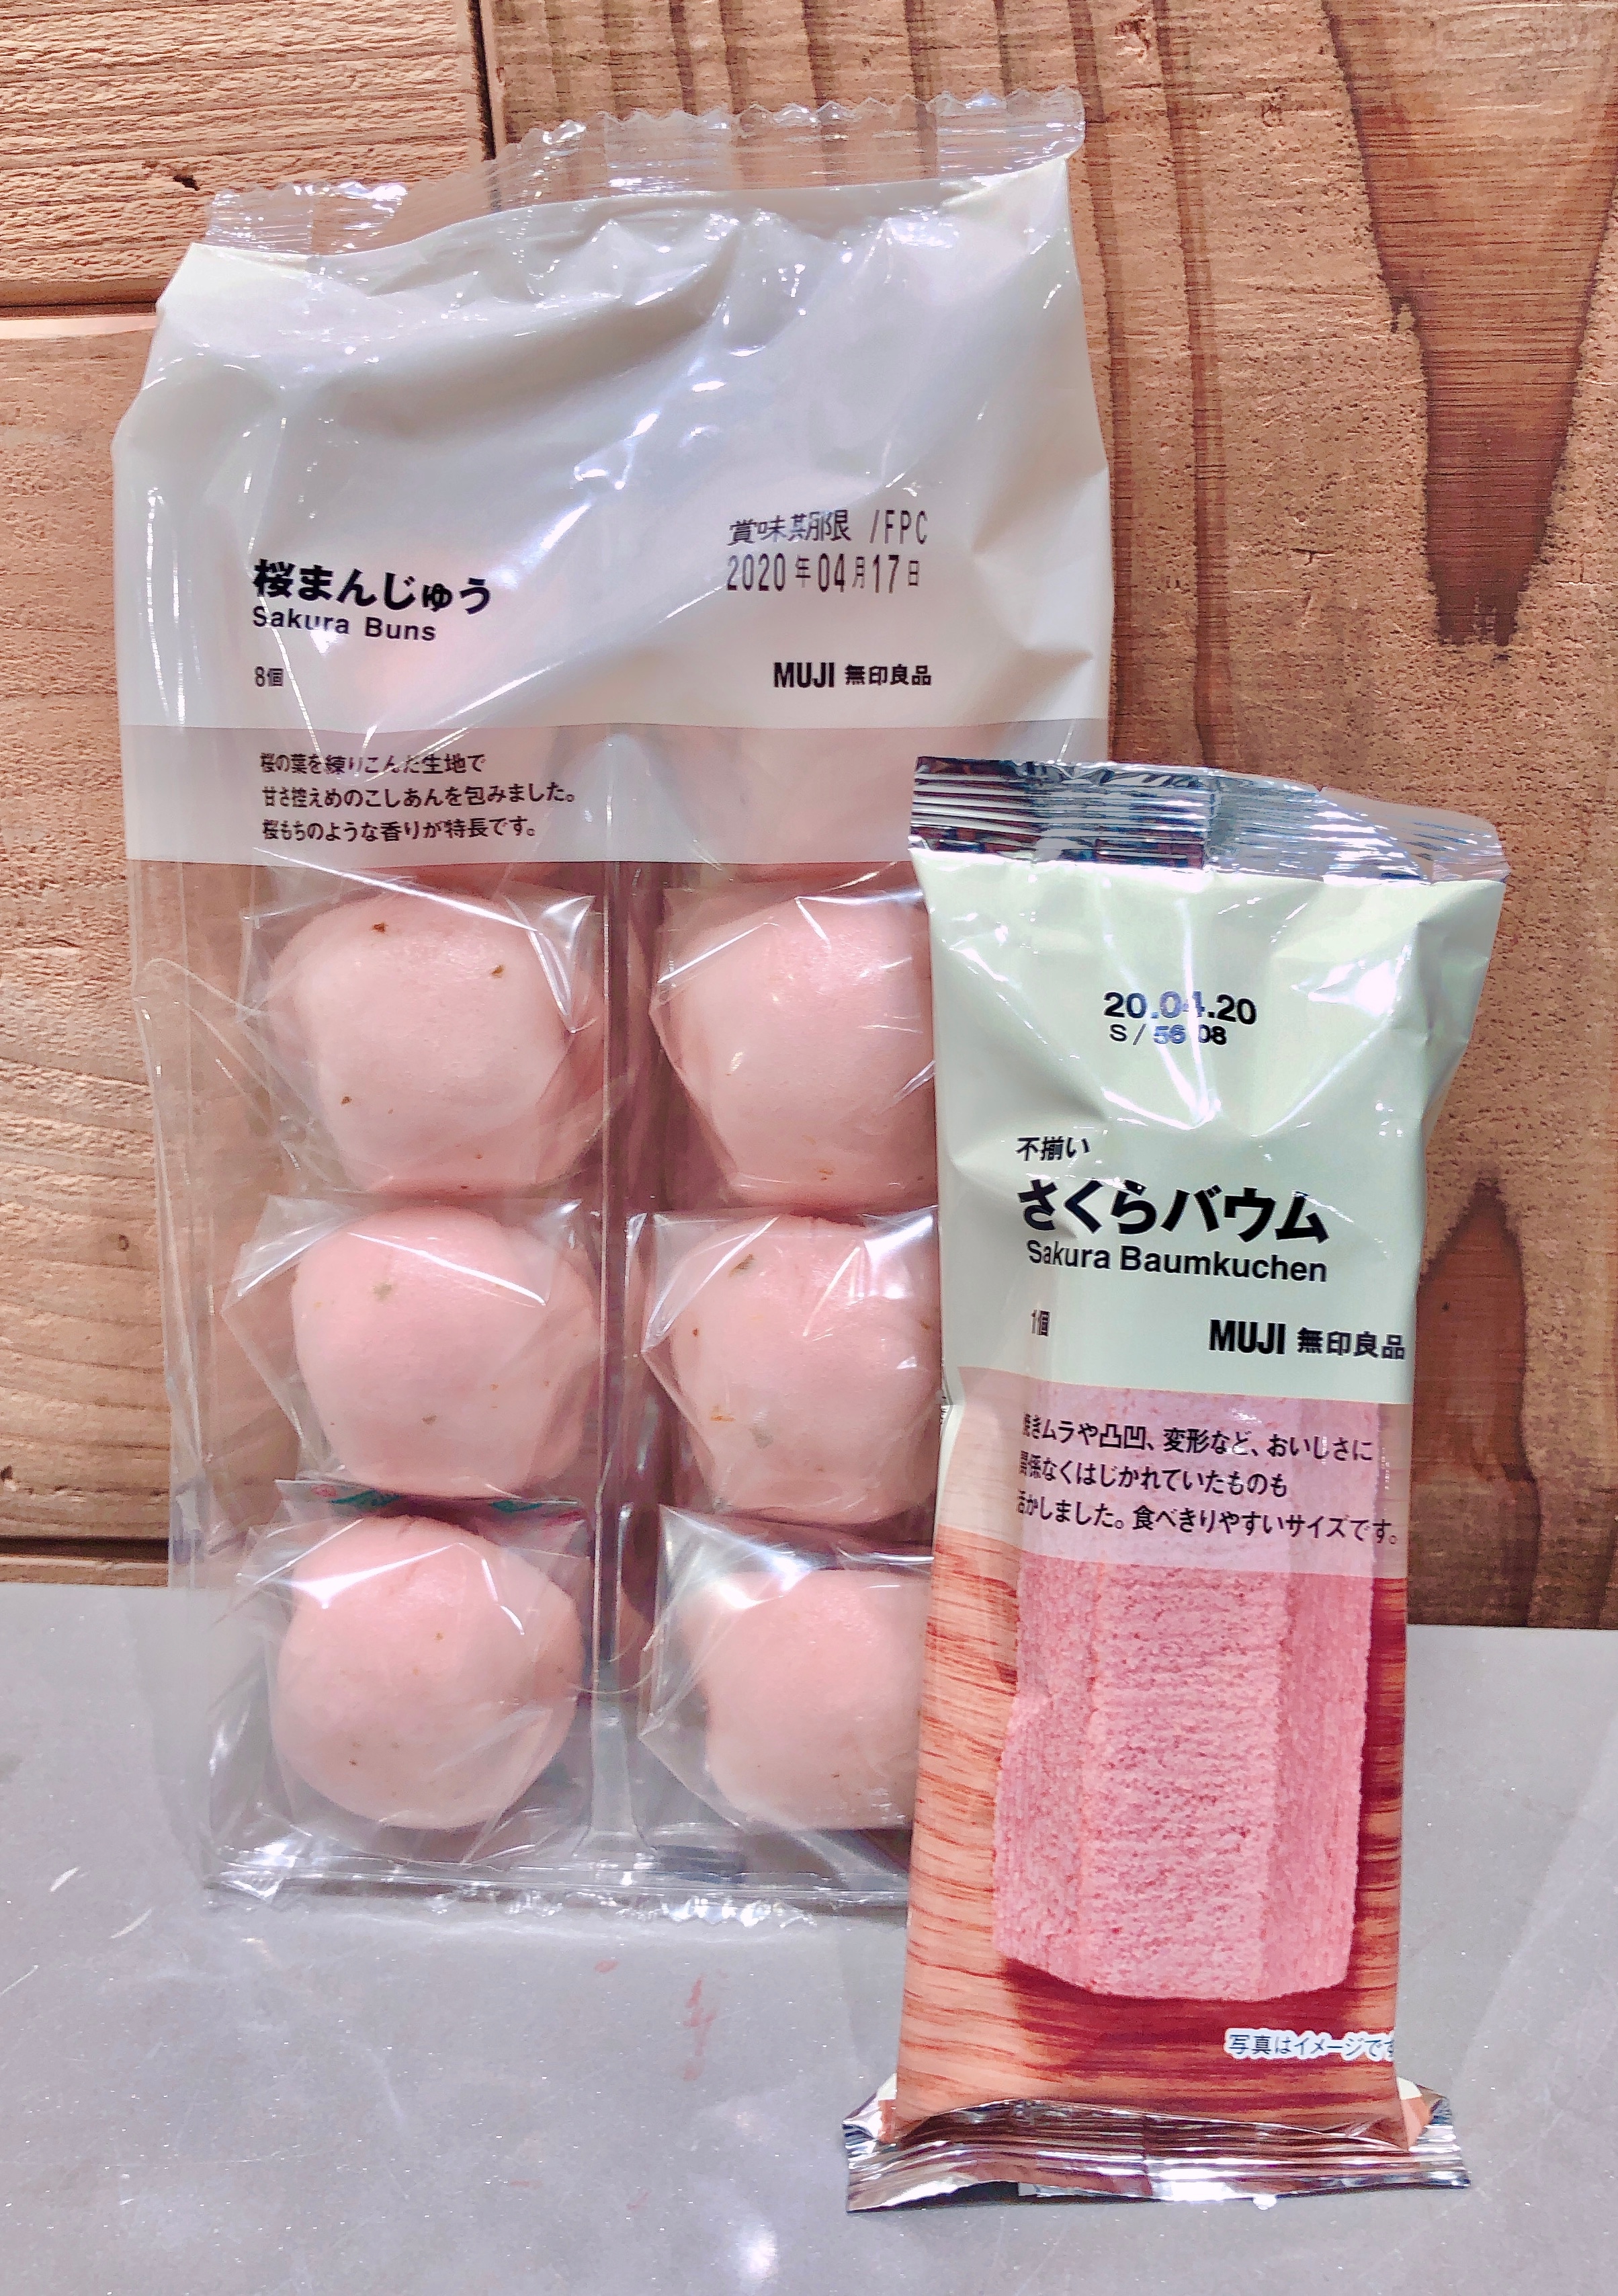 賞味期限 /FPC
2020年04月17日
桜まんじゅう
Sakura Buns
8個
MUJI 無印良品
桜の葉を練りこんだ生地で
甘さ控えめのこしあんを包みました。
桜もちのような香りが特長です。
20.04.20
S/ 56 08
不揃い
さくらバウム
Sakura Baumkuchen
1個
MUJI 無印良品
焼きムラや凸凹、変形など、おいしさに
関係なくはじかれていたものも
活かしました。食べきりやすいサイズです。
写真はイメージです